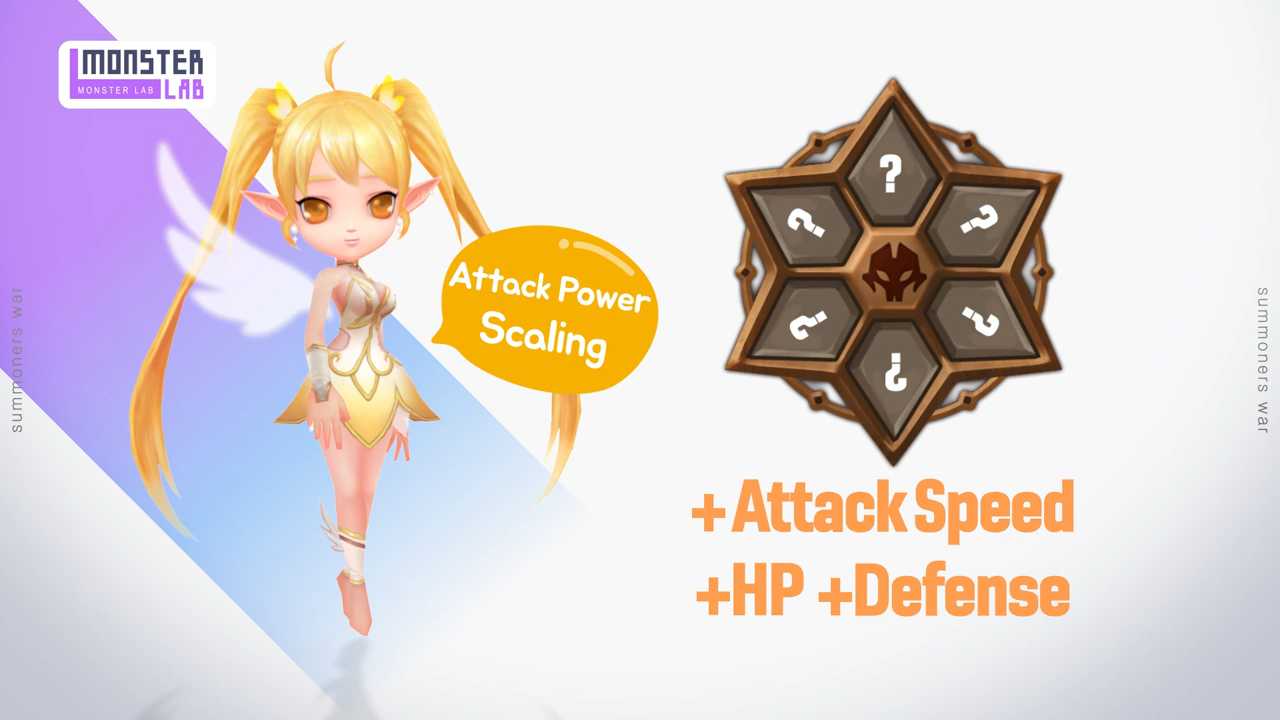 MONSTER
MONSTER LAB LAB
summoners war
Attack Power
Scaling
?
?
?
?
?
?
+ Attack Speed
+HP +Defense
summoners war